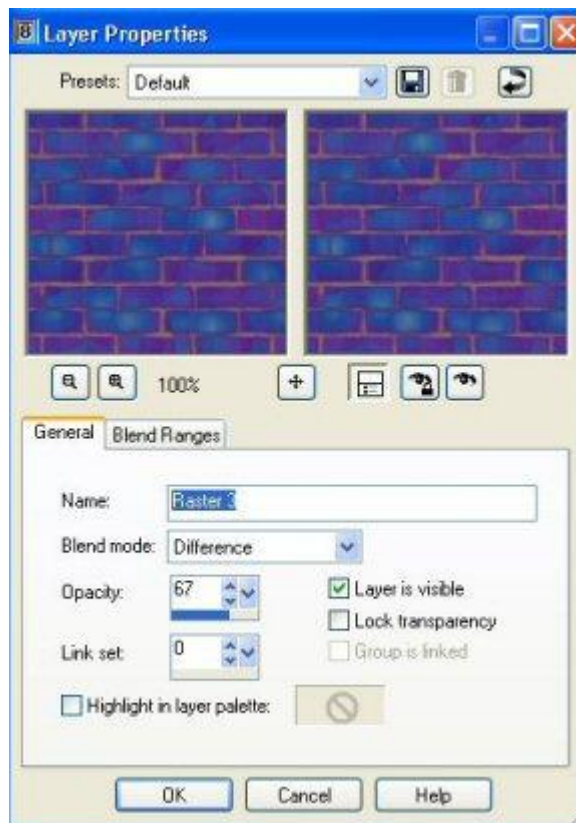 8 Layer Properties
Presets: Default
100%
General Blend Ranges
Name: Raster 3
Blend mode: Difference
Opacity: 67
Layer is visible
Lock transparency
Link set: 0
Group is linked
Highlight in layer palette:
OK Cancel Help